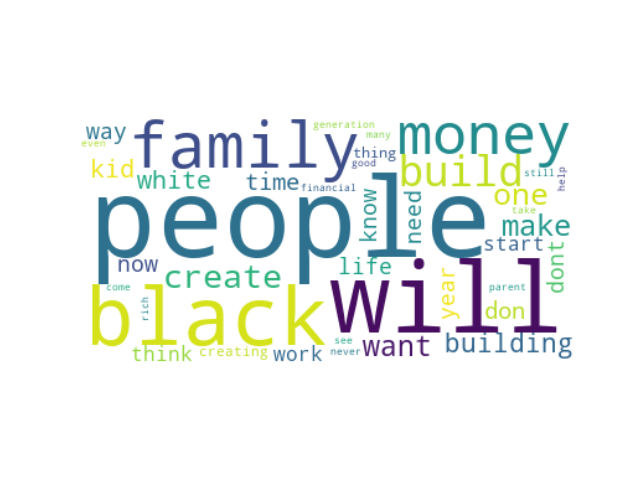 way
even
family
generation
many
thing
good
money
kid
white
time
financial
build
still
help
one
people
know
need
take
make
start
dont
now
create
life
come
rich
black
will
year
parent
don
think
creating
work
see
never
want
building